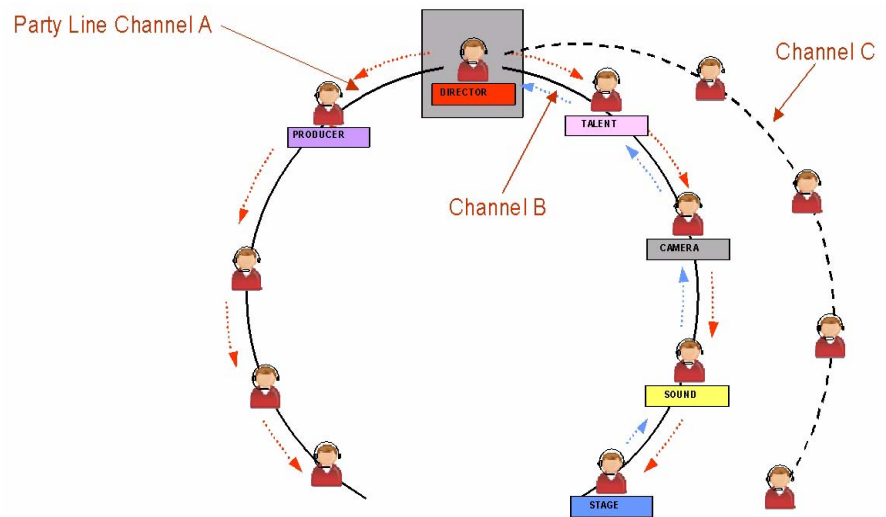 Party Line Channel A
Channel C
DIRECTOR
PRODUCER
TALENT
Channel B
CAMERA
SOUND
STAGE